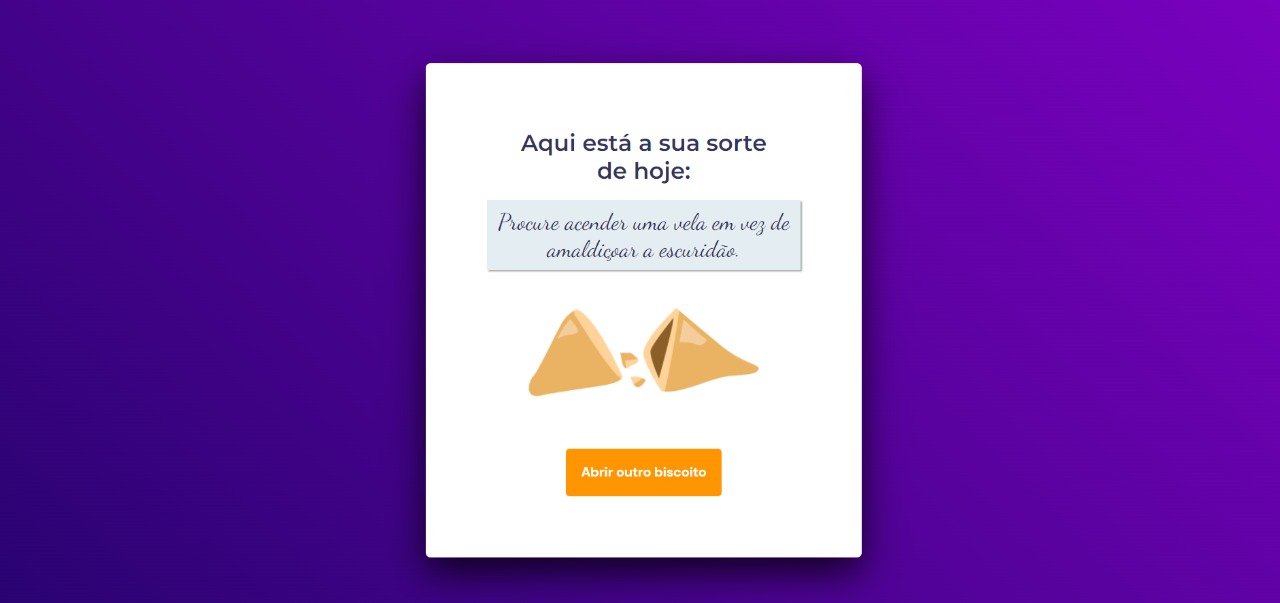 Aqui está a sua sorte
de hoje:
Procure acender uma vela em vez de
amaldiçoar a escuridão.
Abrir outro biscoito